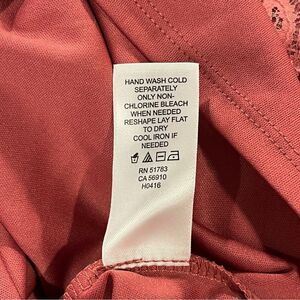 HAND WASH COLD
SEPARATELY
ONLY NON-
CHLORINE BLEACH
WHEN NEEDED
RESHAPE LAY FLAT
TO DRY
COOL IRON IF
NEEDED
RN 51783
CA 56910
H0416